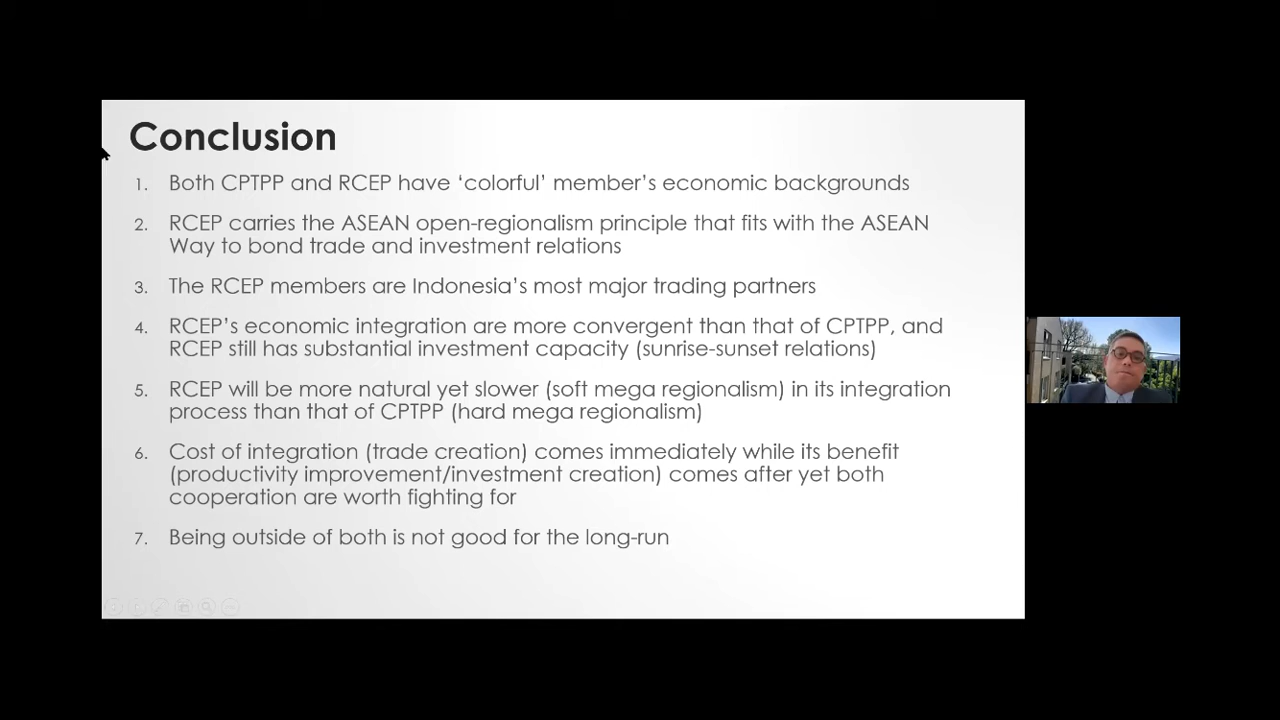 Conclusion
1. Both CPTPP and RCEP have ‘colorful’ member’s economic backgrounds
2. RCEP carries the ASEAN open-regionalism principle that fits with the ASEAN
Way to bond trade and investment relations
3. The RCEP members are Indonesia’s most major trading partners
4. RCEP’s economic integration are more convergent than that of CPTPP, and
RCEP still has substantial investment capacity (sunrise-sunset relations)
5. RCEP will be more natural yet slower (soft mega regionalism) in its integration
process than that of CPTPP (hard mega regionalism)
6. Cost of integration (trade creation) comes immediately while its benefit
(productivity improvement/investment creation) comes after yet both
cooperation are worth fighting for
7. Being outside of both is not good for the long-run